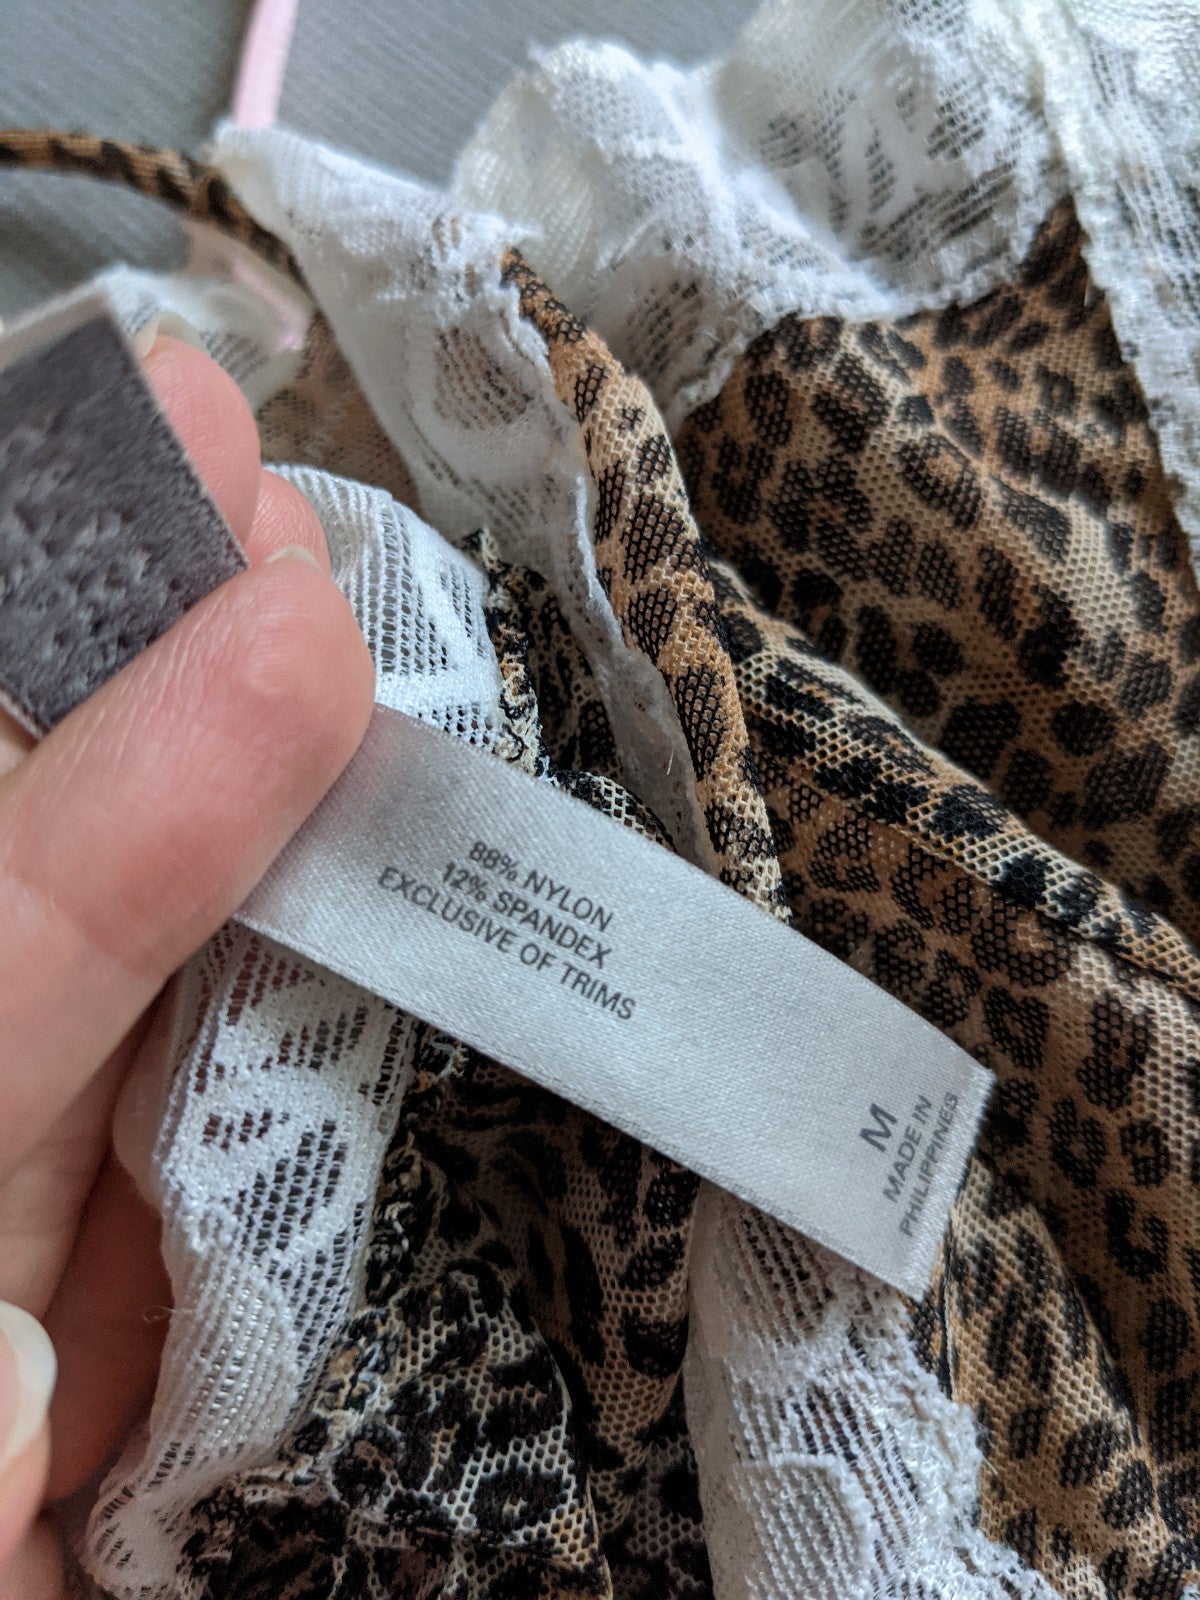 88% NYLON
12% SPANDEX
EXCLUSIVE OF TRIMS
M
MADE IN
PHILIPPINES